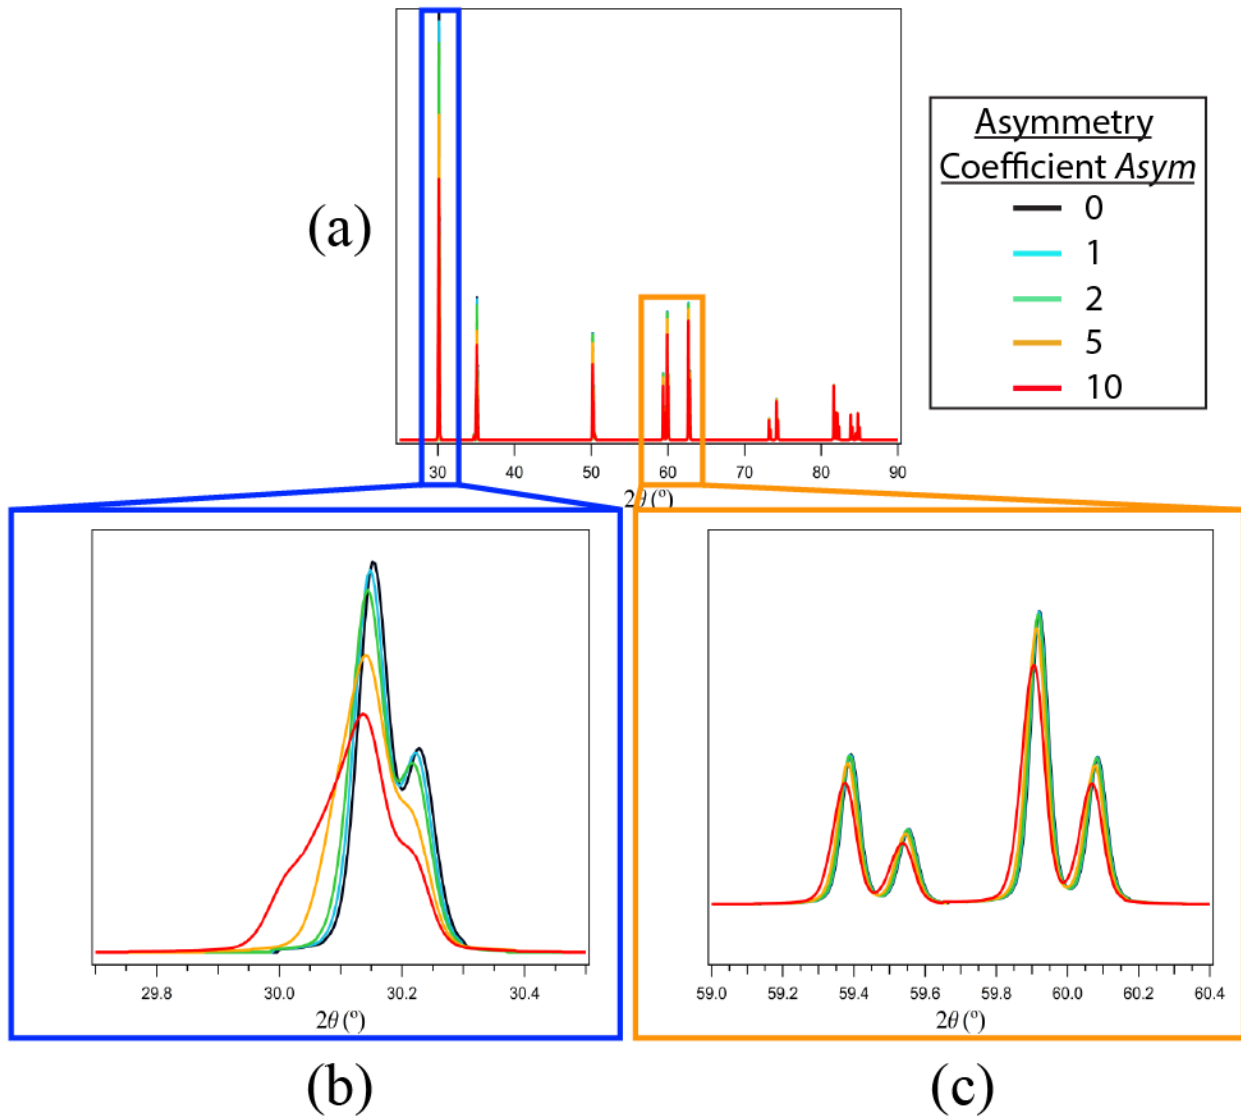 (a)
30 40 50 60 70 80 90
2θ (º)
Asymmetry
Coefficient Asym
0
1
2
5
10
29.8 30.0 30.2 30.4
2θ (º)
(b)
59.0 59.2 59.4 59.6 59.8 60.0 60.2 60.4
2θ (º)
(c)